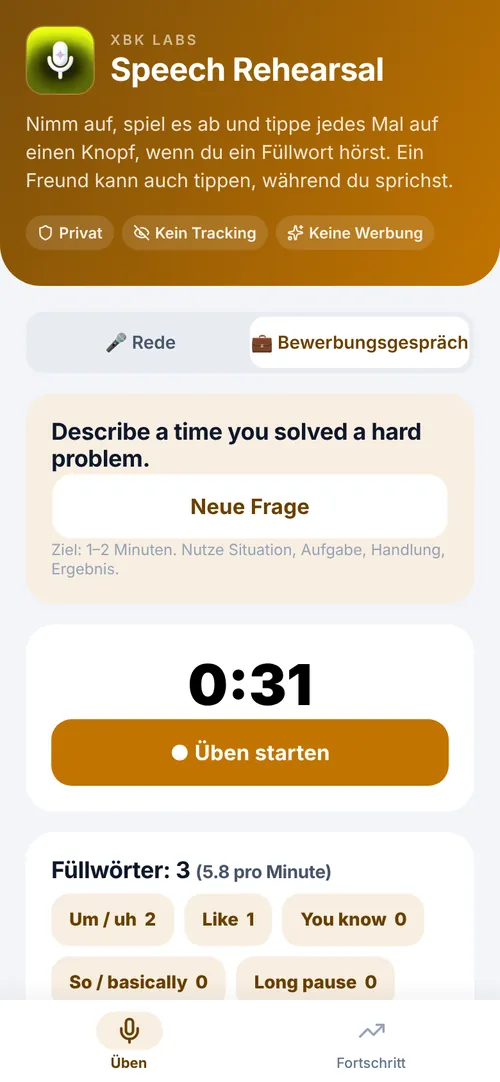 XBK LABS
Speech Rehearsal
Nimm auf, spiel es ab und tippe jedes Mal auf
einen Knopf, wenn du ein Füllwort hörst. Ein
Freund kann auch tippen, während du sprichst.
Privat Kein Tracking Keine Werbung
Rede Bewerbungsgespräch
Describe a time you solved a hard
problem.
Neue Frage
Ziel: 1–2 Minuten. Nutze Situation, Aufgabe, Handlung,
Ergebnis.
0:31
Üben starten
Füllwörter: 3 (5.8 pro Minute)
Um / uh 2 Like 1 You know 0
So / basically 0 Long pause 0
Üben Fortschritt